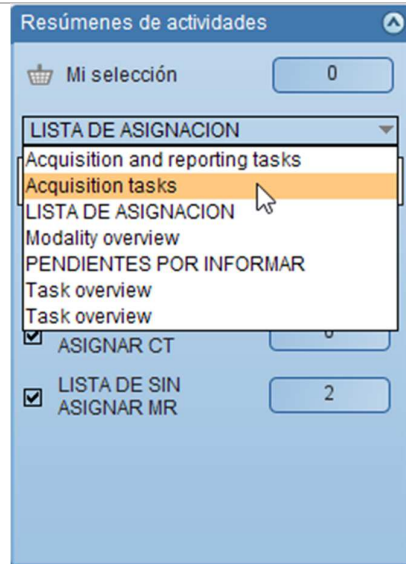 Resúmenes de actividades
Mi selección 0
LISTA DE ASIGNACION
Acquisition and reporting tasks
Acquisition tasks
LISTA DE ASIGNACION
Modality overview
PENDIENTES POR INFORMAR
Task overview
Task overview
ASIGNAR CT
LISTA DE SIN 2
ASIGNAR MR